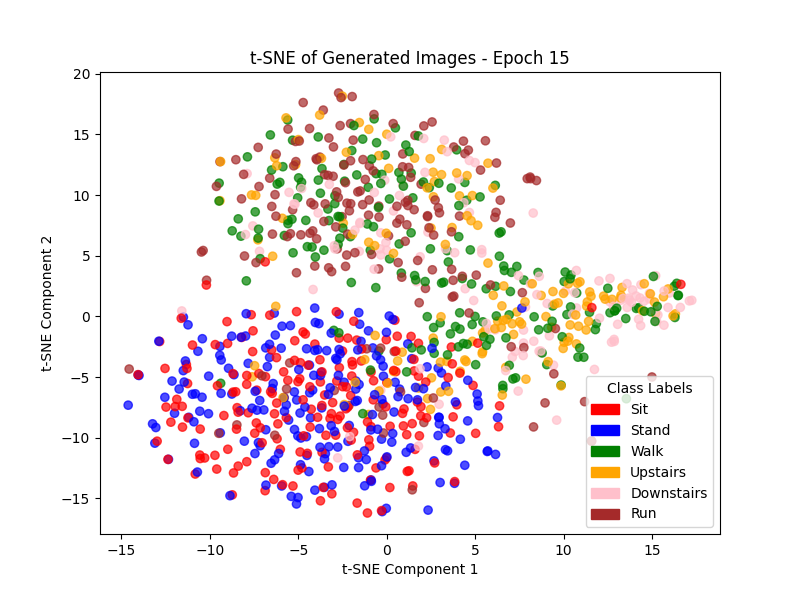 t-SNE of Generated Images - Epoch 15
20
15
10
5
0
−5
−10
−15
t-SNE Component 2
−15
−10
−5
0
5
10
15
t-SNE Component 1
Class Labels
Sit
Stand
Walk
Upstairs
Downstairs
Run